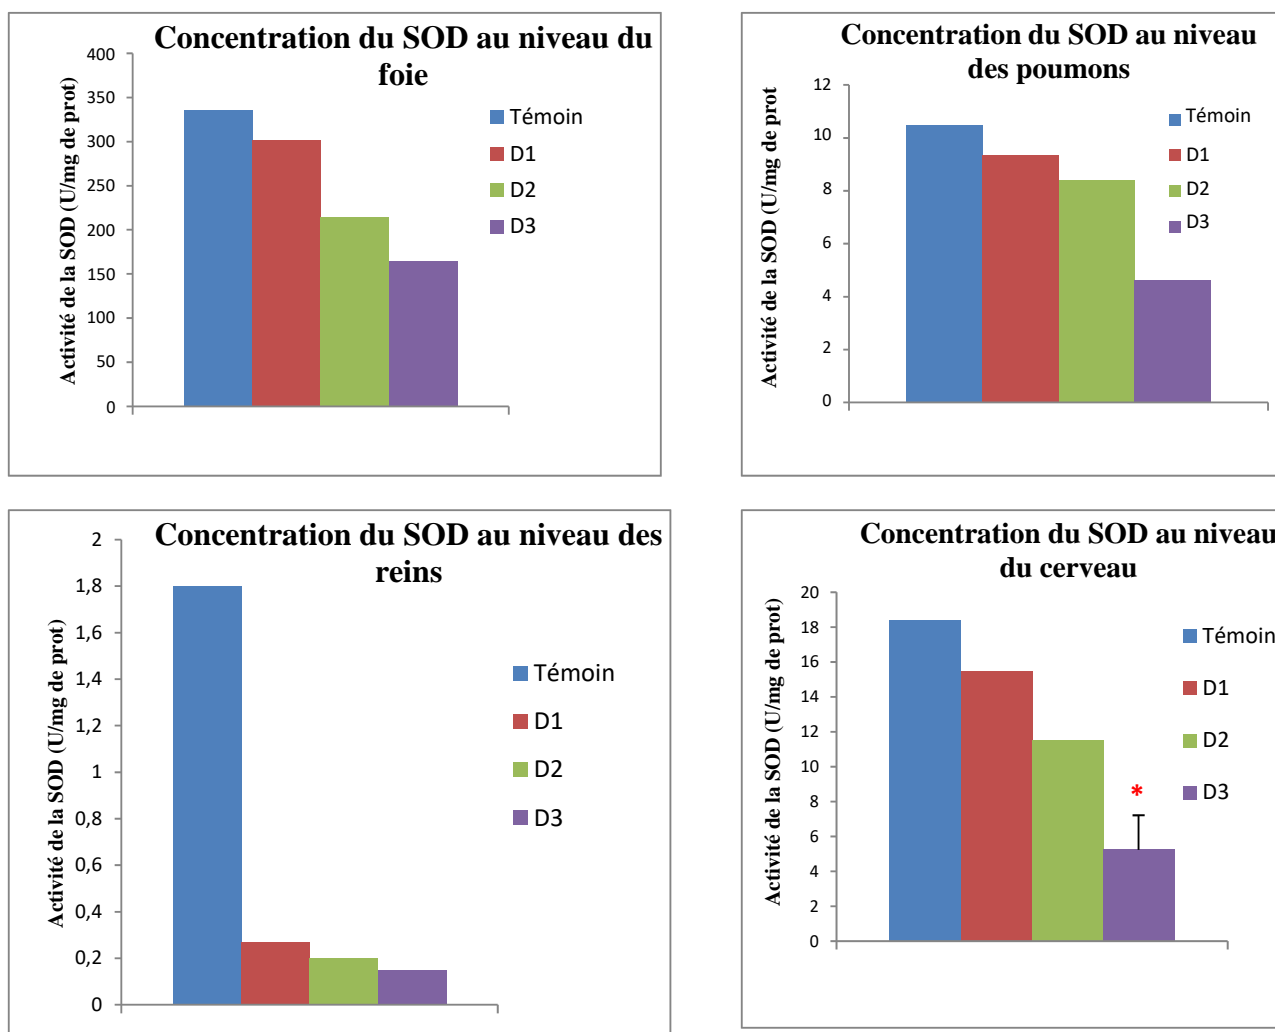 Concentration du SOD au niveau du
foie
Activité de la SOD (U/mg de prot)
400
350
300
250
200
150
100
50
0
Témoin
D1
D2
D3
Concentration du SOD au niveau
des poumons
Activité de la SOD (U/mg de prot
12
10
8
6
4
2
0
Témoin
D1
D2
D3
Concentration du SOD au niveau des
reins
Activité de la SOD (U/mg de prot)
2
1,8
1,6
1,4
1,2
1
0,8
0,6
0,4
0,2
0
Témoin
D1
D2
D3
Concentration du SOD au niveau
du cerveau
Activité de la SOD (U/mg de prot)
20
18
16
14
12
10
8
6
4
2
0
*
Témoin
D1
D2
D3